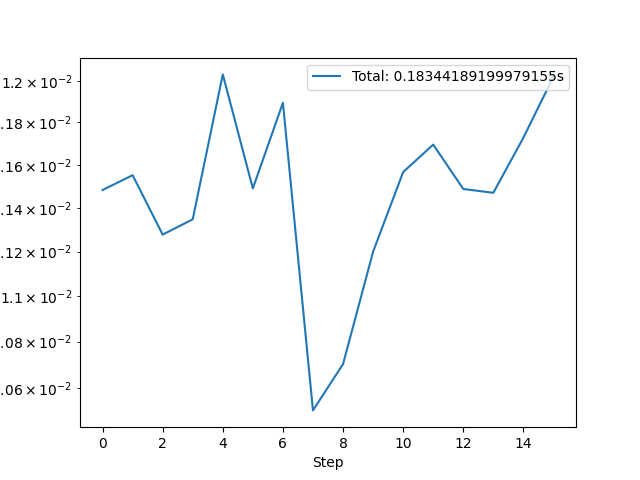 Total: 0.18344189199979155s
1.2 × 10⁻²
.18 × 10⁻²
.16 × 10⁻²
.14 × 10⁻²
.12 × 10⁻²
1.1 × 10⁻²
.08 × 10⁻²
.06 × 10⁻²
0 2 4 6 8 10 12 14
Step